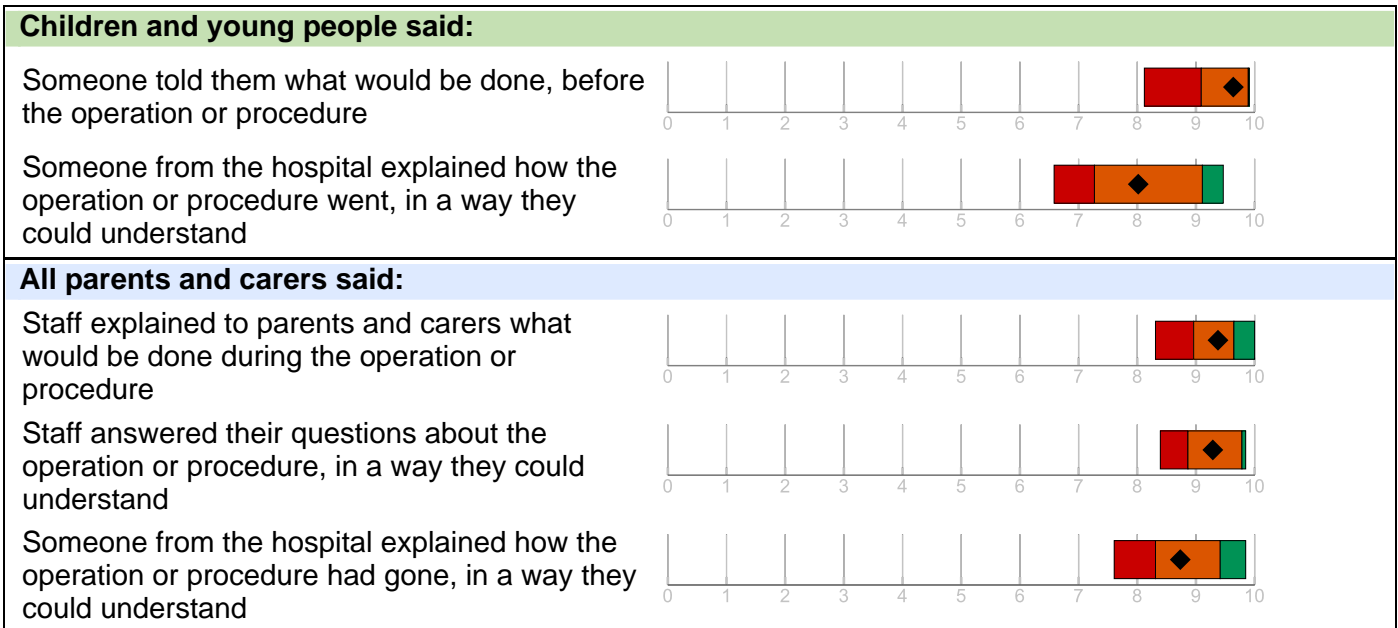 Children and young people said:
Someone told them what would be done, before
the operation or procedure
0 1 2 3 4 5 6 7 8 9 10
Someone from the hospital explained how the
operation or procedure went, in a way they
could understand
0 1 2 3 4 5 6 7 8 9 10
All parents and carers said:
Staff explained to parents and carers what
would be done during the operation or
procedure
0 1 2 3 4 5 6 7 8 9 10
Staff answered their questions about the
operation or procedure, in a way they could
understand
0 1 2 3 4 5 6 7 8 9 10
Someone from the hospital explained how the
operation or procedure had gone, in a way they
could understand
0 1 2 3 4 5 6 7 8 9 10